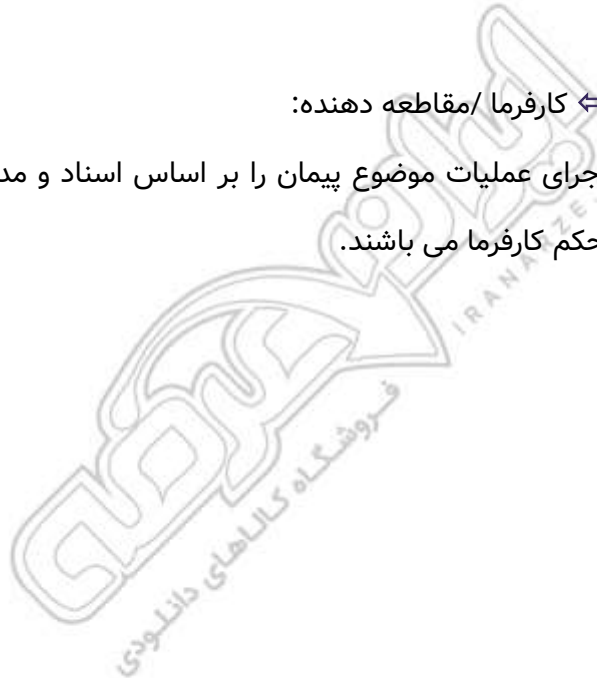 ⇦ کارفرما /مقاطعه دهنده:
جرای عملیات موضوع پیمان را بر اساس اسناد و مد
حکم کارفرما می باشند.
فروشگاه کالاهای دانلودی